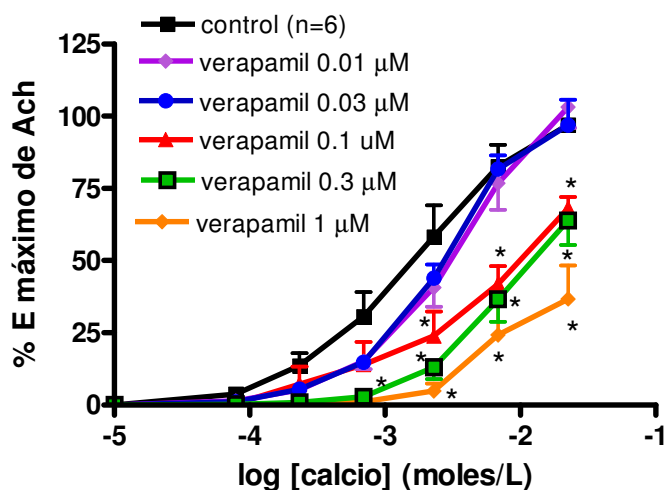 control (n=6)
verapamil 0.01 μM
verapamil 0.03 μM
verapamil 0.1 uM
verapamil 0.3 μM
verapamil 1 μM
% E máximo de Ach
125
100
75
50
25
0
* 
*
*
*
*
*
*
*
*
*
-5
-4
-3
-2
-1
log [calcio] (moles/L)